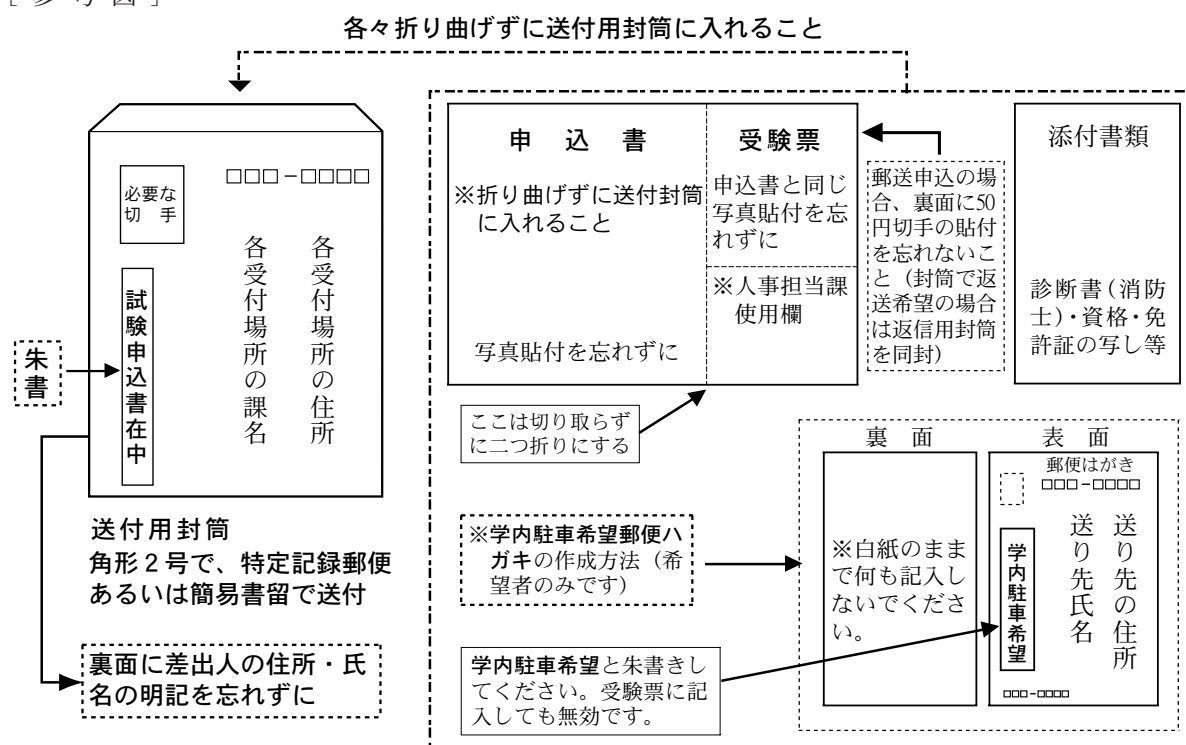 [参考図]
各々折り曲げずに送付用封筒に入れること
必要な
切　手
□□□-□□□□
各受付場所の住所
各受付場所の課名
試験申込書在中
朱書
送付用封筒
角形２号で、特定記録郵便
あるいは簡易書留で送付
裏面に差出人の住所・氏
名の明記を忘れずに
申　込　書
※折り曲げずに送付封筒
に入れること
写真貼付を忘れずに
受験票
申込書と同じ
写真貼付を忘
れずに
※人事担当課
使用欄
郵送申込の場
合、裏面に50
円切手の貼付
を忘れないこ
と（封筒で返
送希望の場合
は返信用封筒
を同封）
添付書類
診断書（消防
士）・資格・免
許証の写し等
ここは切り取らず
に二つ折りにする
※学内駐車希望郵便ハ
ガキの作成方法（希
望者のみです）
学内駐車希望と朱書きし
てください。受験票に記
入しても無効です。
裏　面
※白紙のまま
で何も記入し
ないでくださ
い。
表　面
郵便はがき
□□□-□□□□
送り先の住所
送り先氏名
学内駐車希望
□□□-□□□□